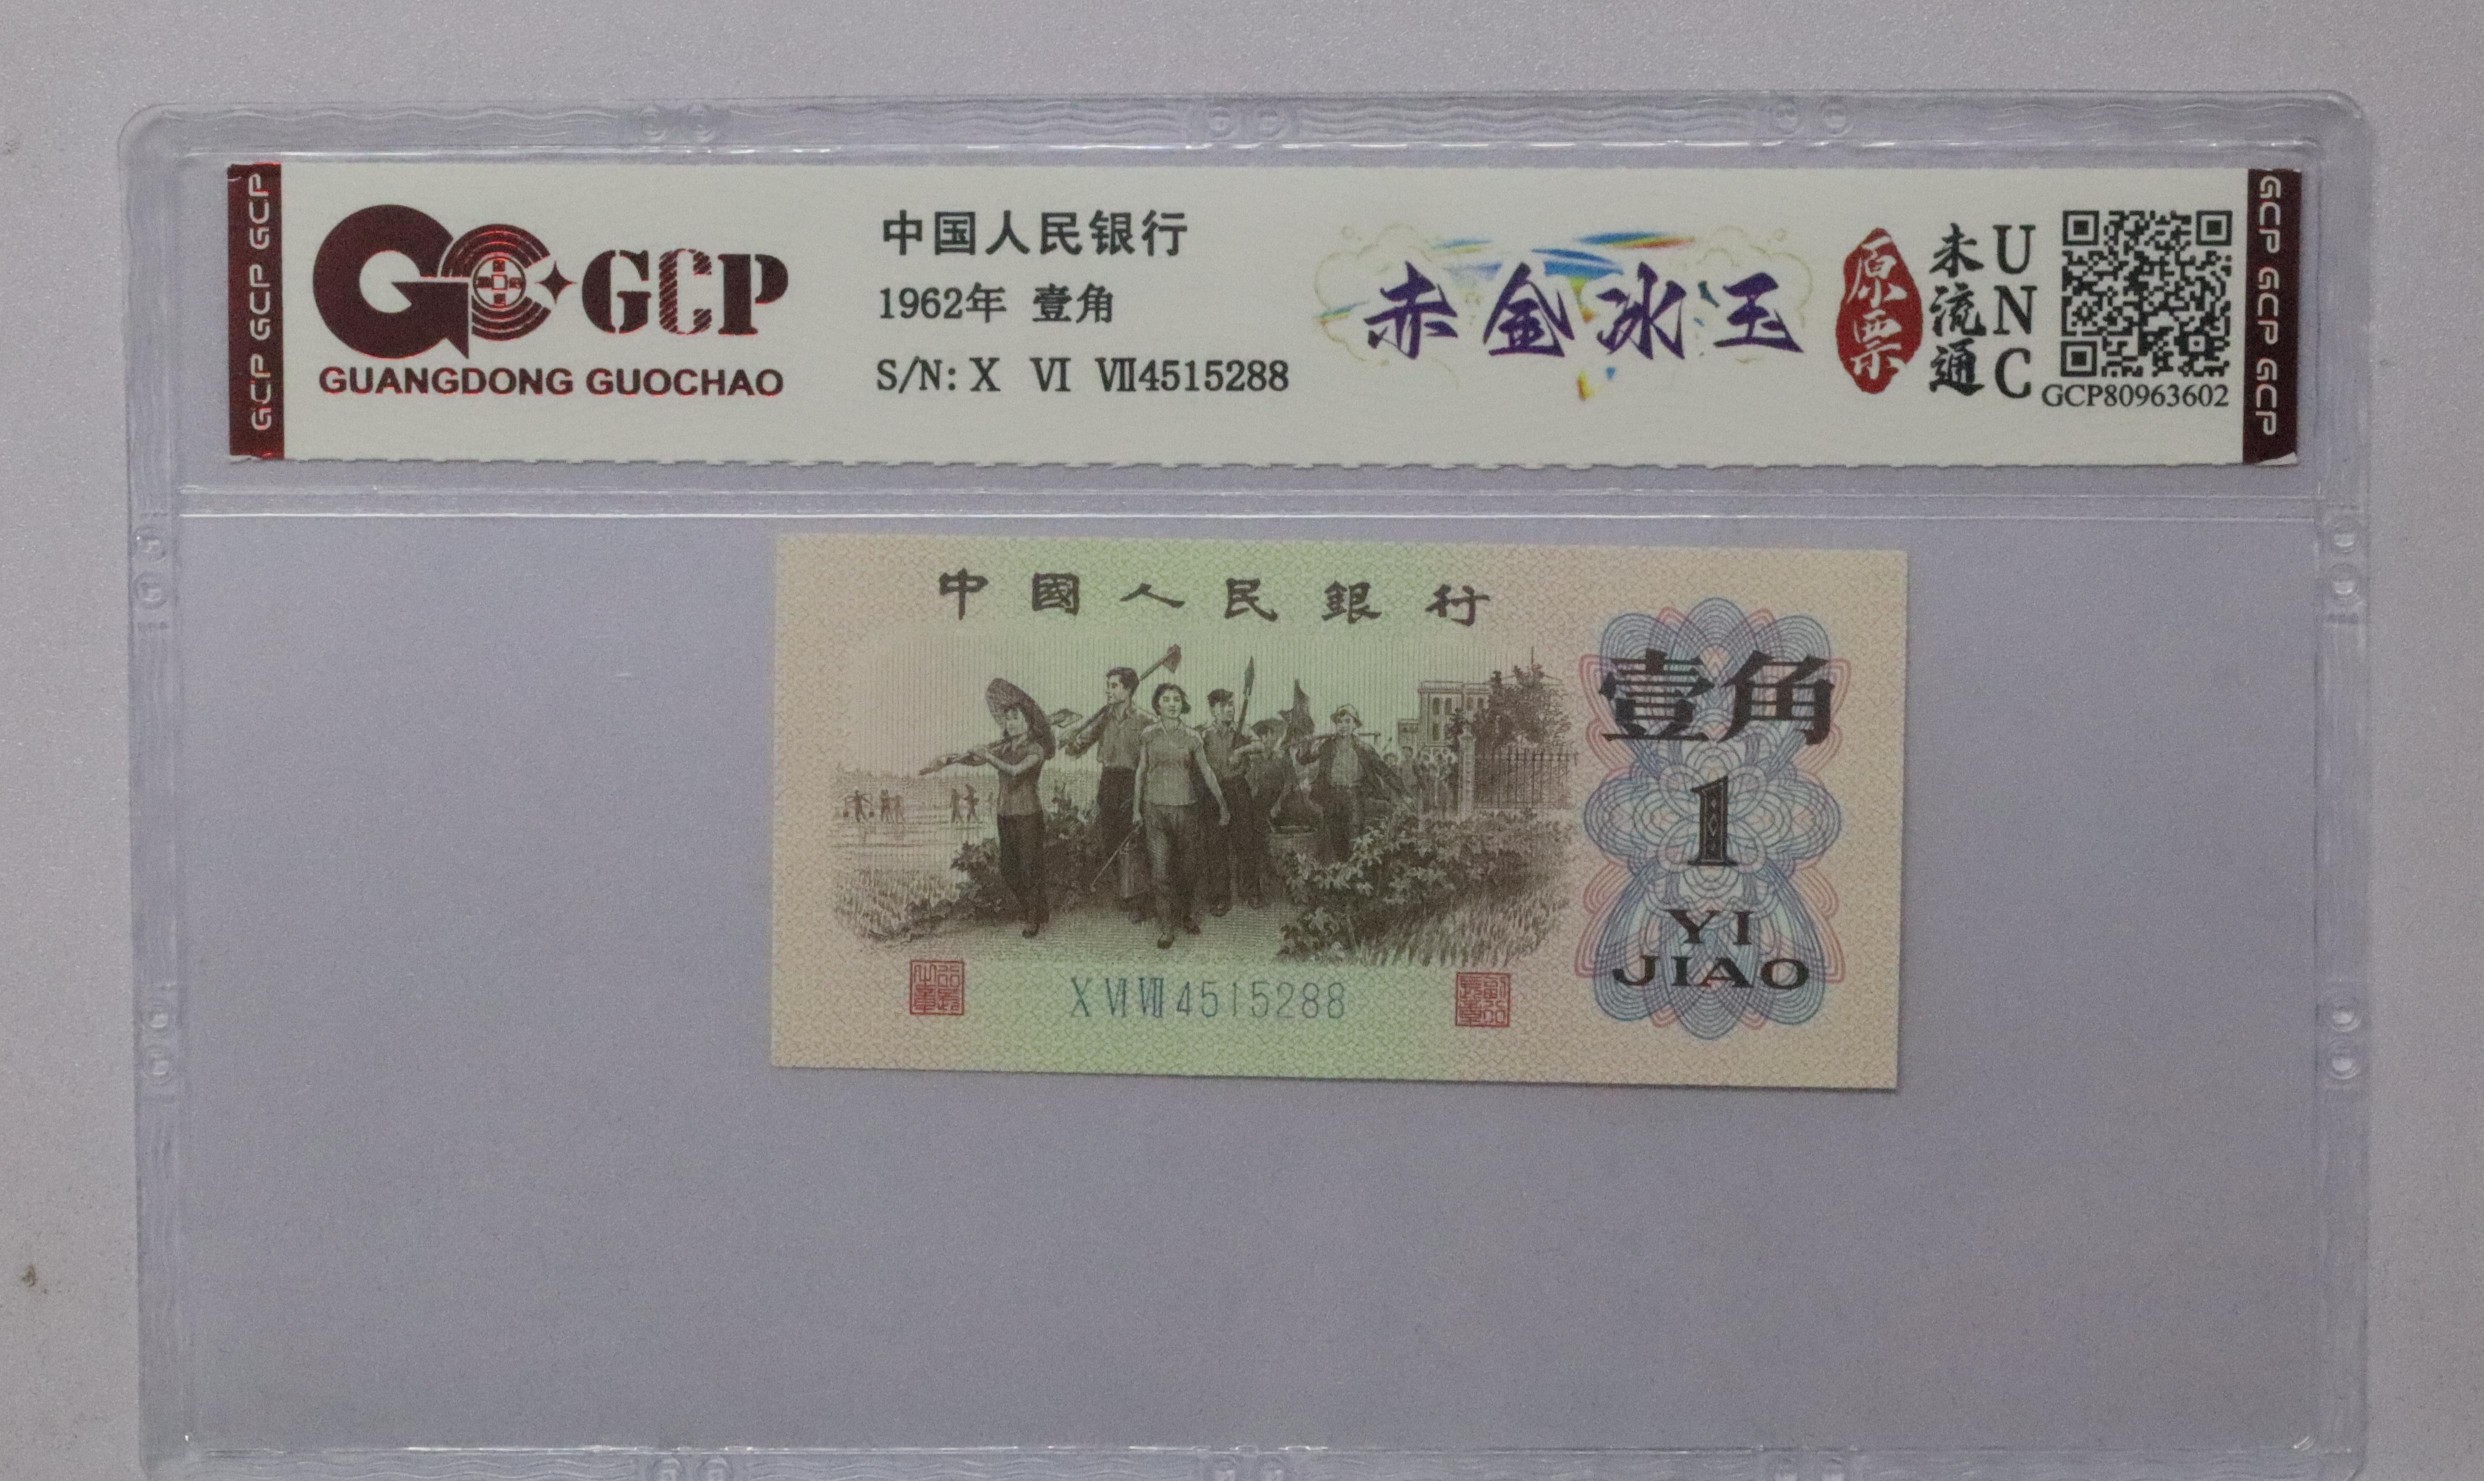 GCP GCP GCP
GCP
GUANGDONG GUOCHAO
中国人民银行
1962年 壹角
S/N: X VI VII4515288
赤金冰玉
原票
未流通
UNC
GCP80963602
GCP GCP GCP
中國人民銀行
壹角
1
YI
JIAO
X VI VII 4515288